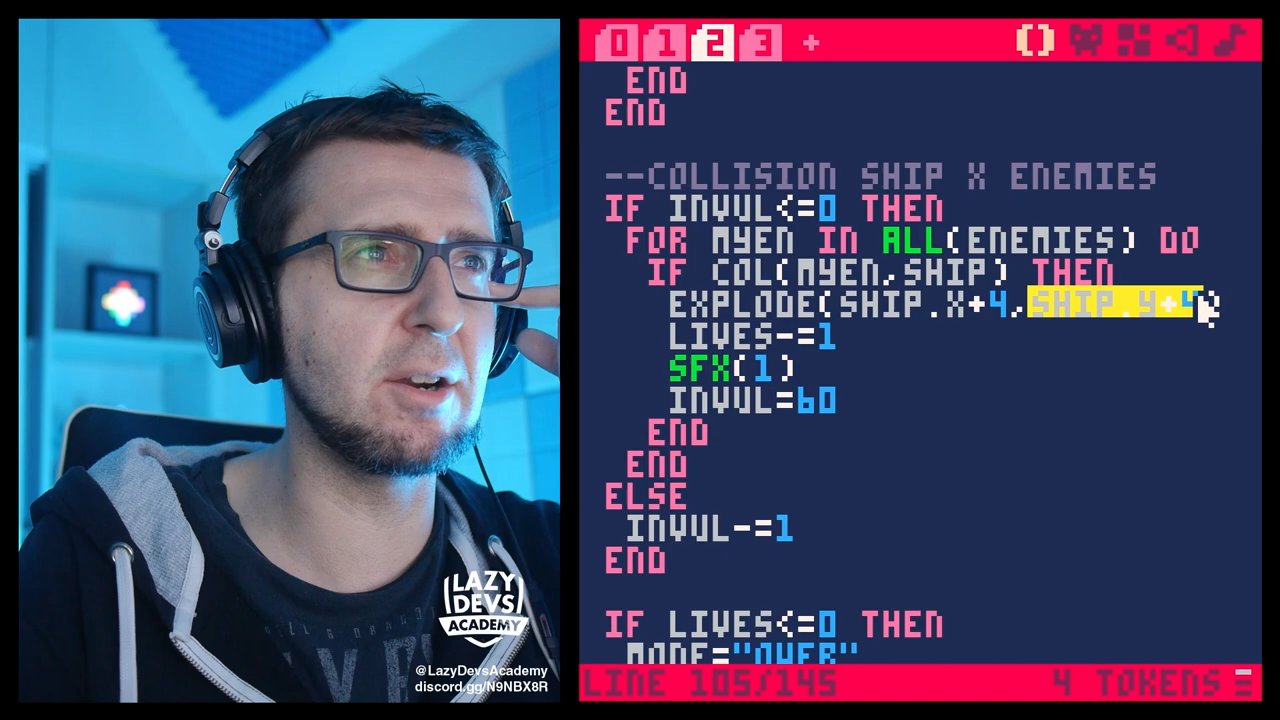 0 1 2 3 +
END
END
--COLLISION SHIP X ENEMIES
IF INVUL<=0 THEN
FOR MYEN IN ALL(ENEMIES) DO
IF COL(MYEN,SHIP) THEN
EXPLODE(SHIP.X+4,SHIP.Y+4)
LIVES-=1
SFX(1)
INVUL=60
END
END
ELSE
INVUL-=1
END
IF LIVES<=0 THEN
MODE="OVER"
LINE 105/145 4 TOKENS
LAZY
DEVS
ACADEMY
@LazyDevsAcademy
discord.gg/N9NBX8R